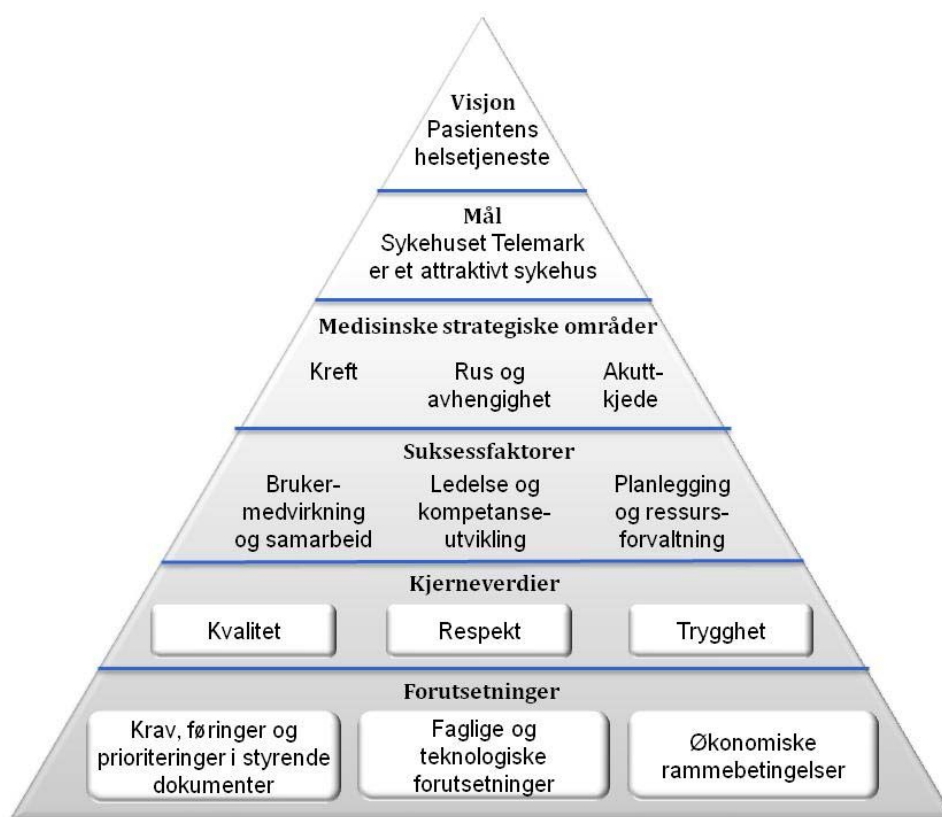 Visjon
Pasientens
helsetjeneste
Mål
Sykehuset Telemark
er et attraktivt sykehus
Medisinske strategiske områder
Kreft
Rus og
avhengighet
Akutt-
kjede
Suksessfaktorer
Bruker-
medvirkning
og samarbeid
Ledelse og
kompetanse-
utvikling
Planlegging
og ressurs-
forvaltning
Kjerneverdier
Kvalitet
Respekt
Trygghet
Forutsetninger
Krav, føringer og
prioriteringer i styrende
dokumenter
Faglige og
teknologiske
forutsetninger
Økonomiske
rammebetingelser